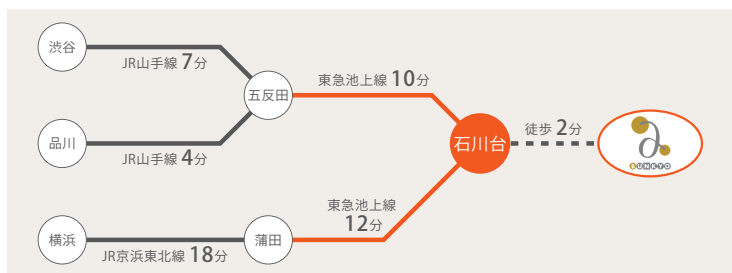 渋谷
JR山手線 7分
五反田
東急池上線 10分
品川
JR山手線 4分
石川台
徒歩 2分
BUNKYO
東急池上線
12分
横浜
JR京浜東北線 18分
蒲田